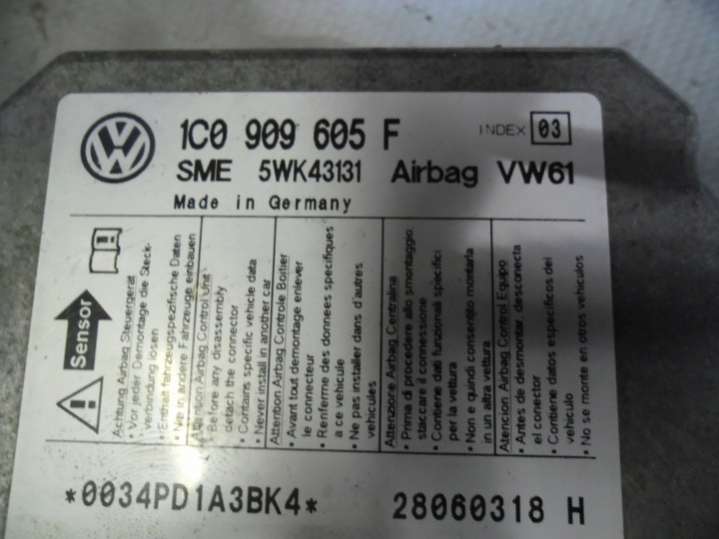 1C0 909 605 F
INDEX 03
SME 5WK43131 Airbag VW61
Made in Germany
Sensor
Achtung Airbag Steuergerät
• Vor jeder Demontage die Steck-
verbindung lösen
• Enthält fahrzeugspezifische Daten
• Nie in andere Fahrzeuge einbauen
Attention Airbag Control Unit
• Before any disassembly
detach the connector
• Contains specific vehicle data
• Never install in another car
Attention Airbag Controle Boitier
• Avant tout demontage enlever
le connecteur
• Renferme des donnees specifiques
a ce vehicule
• Ne pas installer dans d'autres
vehicules
Attenzione Airbag Centralina
• Prima di procedere allo smontaggio
staccare il connessione
• Contiene dati funzionali specifici
per la vettura
• Non e quindi consentito montarla
in un altra vettura
Atencion Airbag Control Equipo
• Antes de desmontar desconecta
el conector
• Contiene datos especificos del
vehiculo
• No se monte en otros vehiculos
*0034PD1A3BK4* 28060318 H